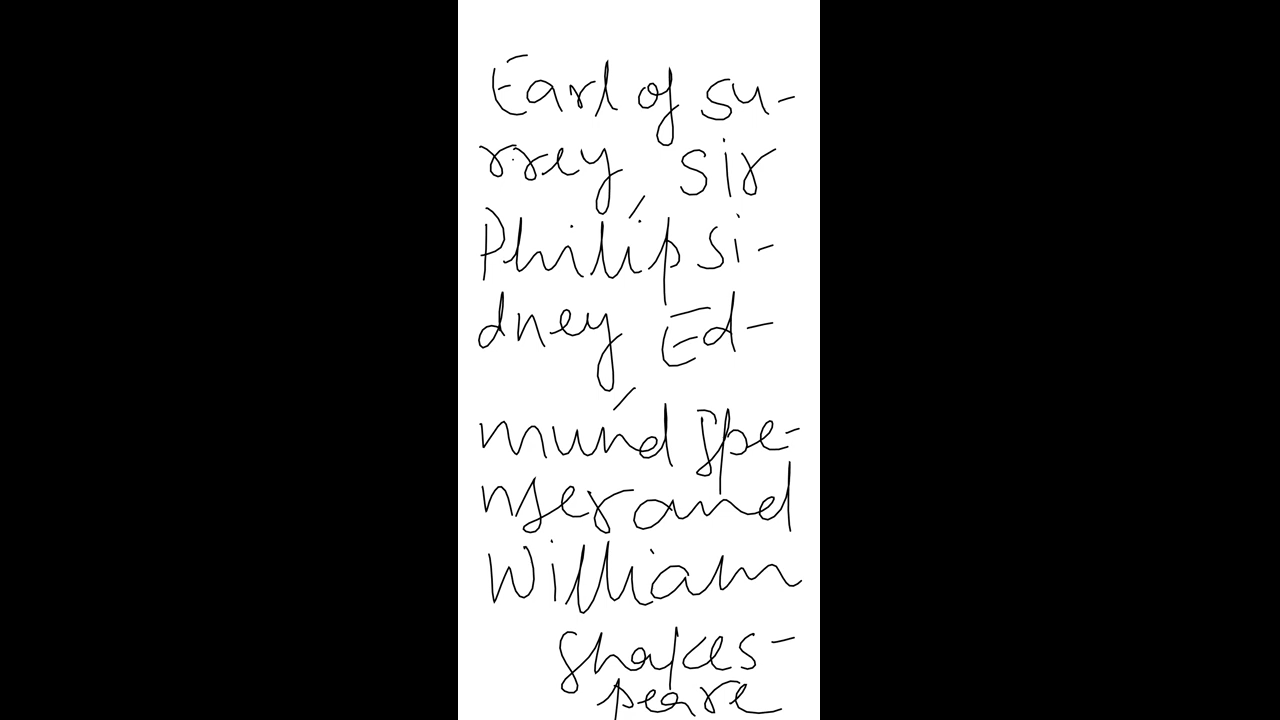 Earl of su-
rrey, sir
Philip si-
dney Ed-
mund Spe-
nser and
William
Shakes-
peare